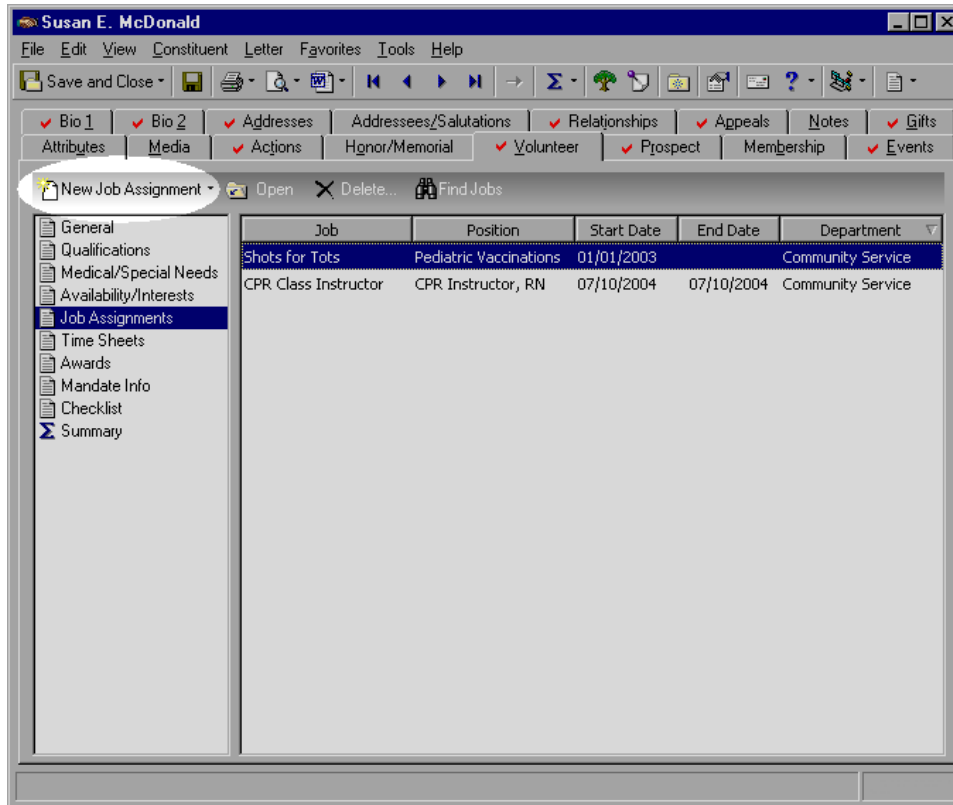 Susan E. McDonald
File Edit View Constituent Letter Favorites Tools Help
Save and Close
Bio 1 Bio 2 Addresses Addressees/Salutations Relationships Appeals Notes Gifts
Attributes Media Actions Honor/Memorial Volunteer Prospect Membership Events
New Job Assignment Open Delete... Find Jobs
General
Qualifications
Medical/Special Needs
Availability/Interests
Job Assignments
Time Sheets
Awards
Mandate Info
Checklist
Σ Summary
Job Position Start Date End Date Department
Shots for Tots Pediatric Vaccinations 01/01/2003 Community Service
CPR Class Instructor CPR Instructor, RN 07/10/2004 07/10/2004 Community Service